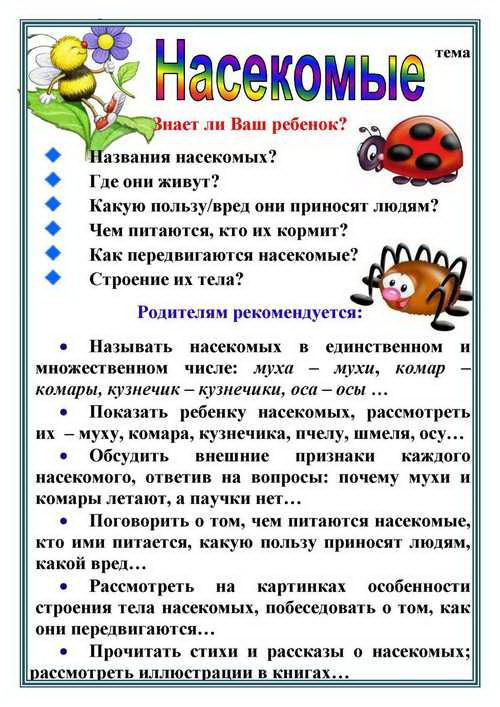 тема
Насекомые
Знает ли Ваш ребенок?
Названия насекомых?
Где они живут?
Какую пользу/вред они приносят людям?
Чем питаются, кто их кормит?
Как передвигаются насекомые?
Строение их тела?
Родителям рекомендуется:
• Называть насекомых в единственном и
множественном числе: муха – мухи, комар –
комары, кузнечик – кузнечики, оса – осы …
• Показать ребенку насекомых, рассмотреть
их – муху, комара, кузнечика, пчелу, шмеля, осу…
• Обсудить внешние признаки каждого
насекомого, ответив на вопросы: почему мухи и
комары летают, а паучки нет…
• Поговорить о том, чем питаются насекомые,
кто ими питается, какую пользу приносят людям,
какой вред…
• Рассмотреть на картинках особенности
строения тела насекомых, побеседовать о том, как
они передвигаются…
• Прочитать стихи и рассказы о насекомых;
рассмотреть иллюстрации в книгах…